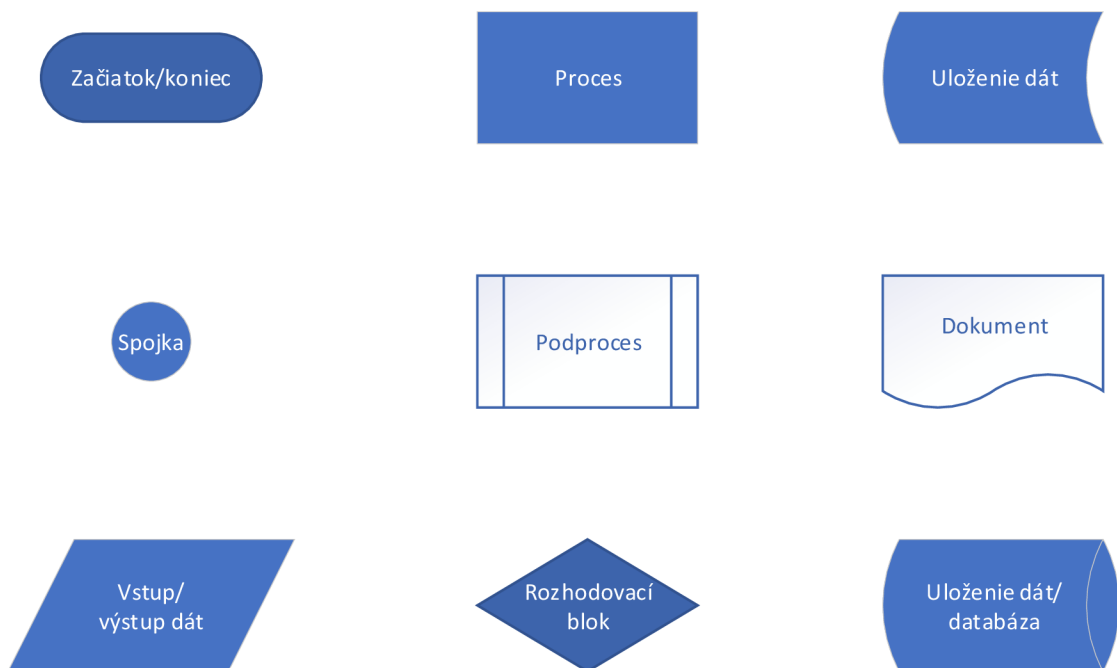 Začiatok/koniec
Proces
Uloženie dát
Spojka
Podproces
Dokument
Vstup/
výstup dát
Rozhodovací
blok
Uloženie dát/
databáza